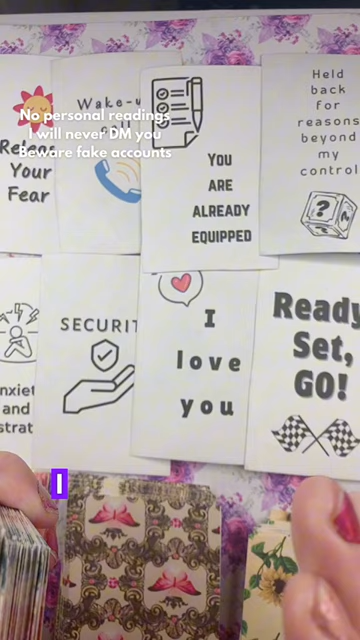 No personal readings
I will never DM you
Beware fake accounts
Wake-u
Your
Fear
YOU
ARE
ALREADY
EQUIPPED
Held
back
for
reasons
beyond
my
control
and
SECURIT
I
love
you
Ready
Set,
GO!
I